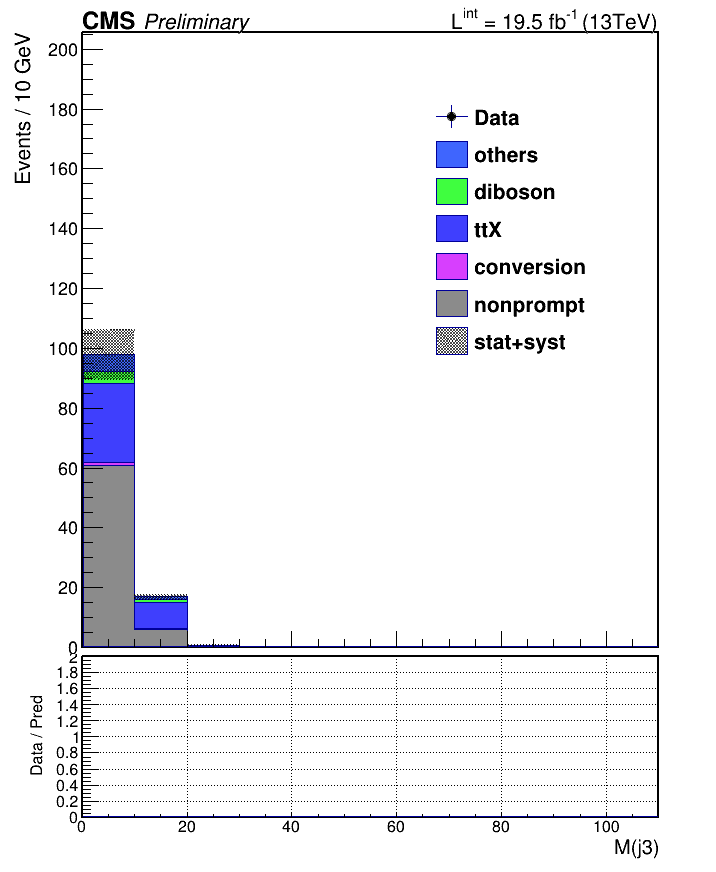 CMS Preliminary L^int = 19.5 fb^-1 (13TeV)
Events / 10 GeV
200
180
160
140
120
100
80
60
40
20
0
Data
others
diboson
ttX
conversion
nonprompt
stat+syst
Data / Pred
2
1.8
1.6
1.4
1.2
1
0.8
0.6
0.4
0.2
0
0 20 40 60 80 100
M(j3)